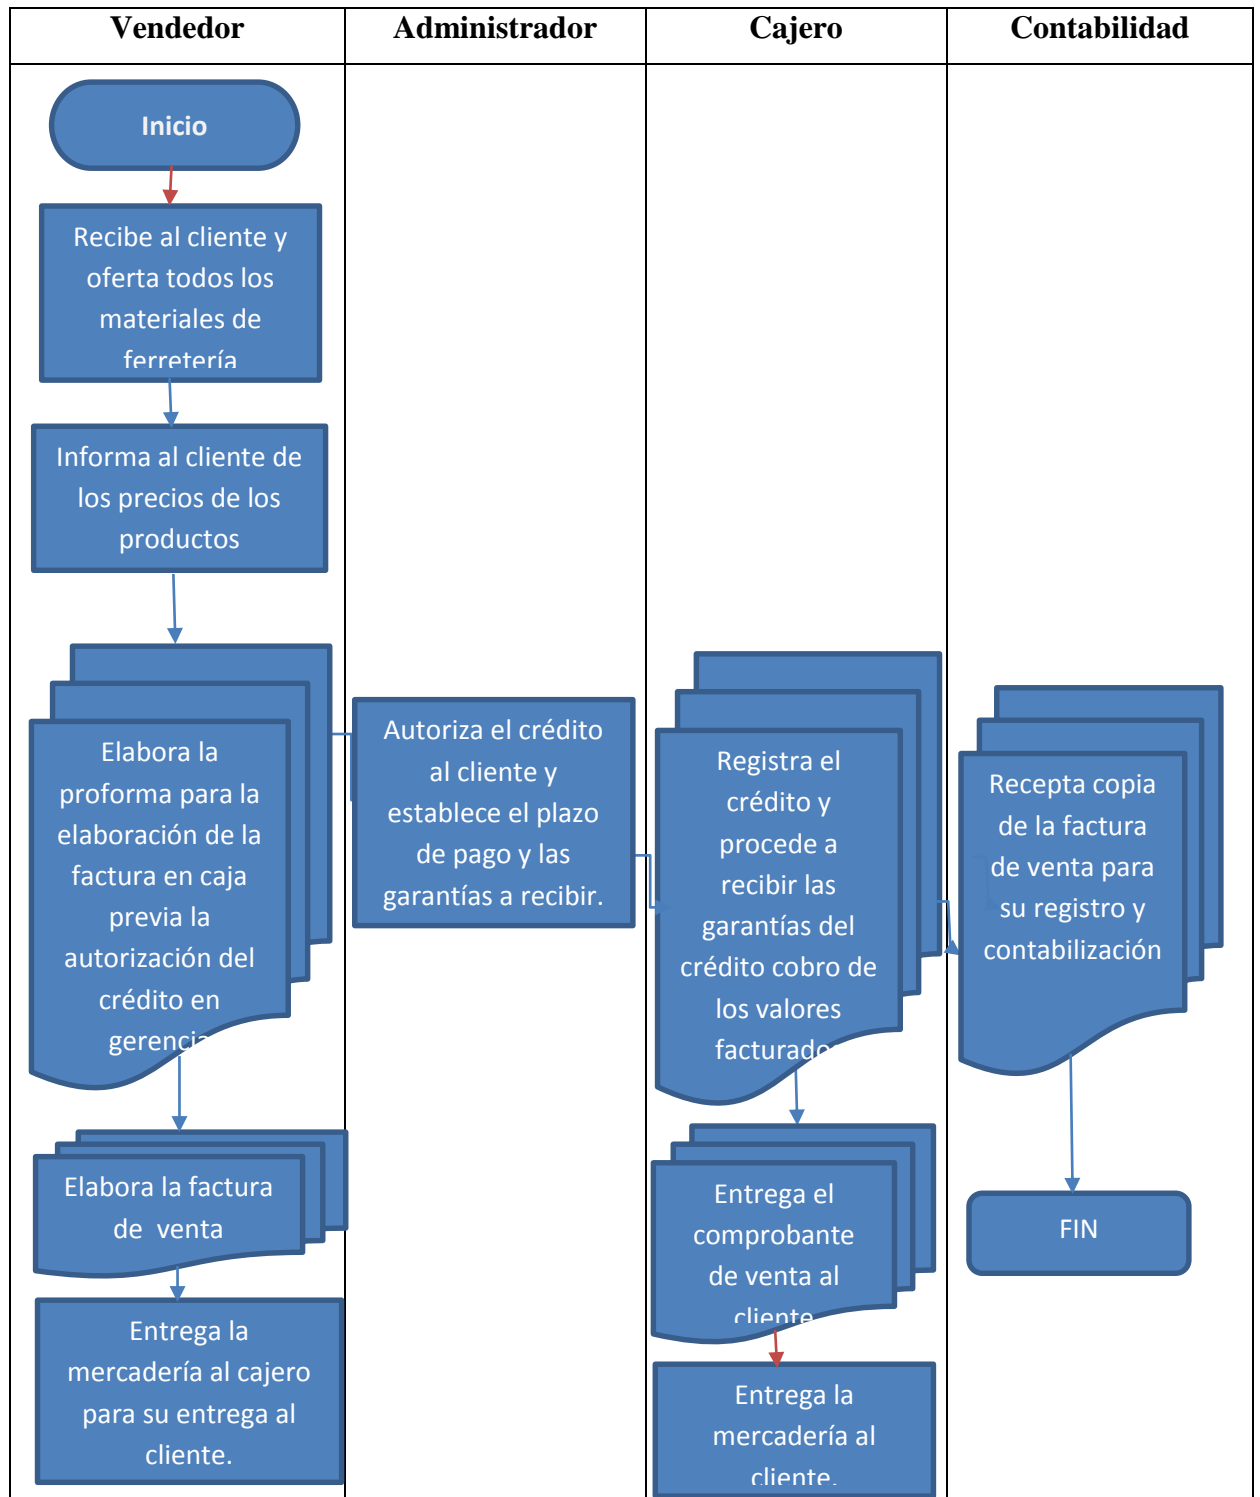 Vendedor
Administrador
Cajero
Contabilidad
Inicio
Recibe al cliente y
oferta todos los
materiales de
ferretería
Informa al cliente de
los precios de los
productos
Elabora la
proforma para la
elaboración de la
factura en caja
previa la
autorización del
crédito en
gerencia
Elabora la factura
de venta
Entrega la
mercadería al cajero
para su entrega al
cliente.
Autoriza el crédito
al cliente y
establece el plazo
de pago y las
garantías a recibir.
Registra el
crédito y
procede a
recibir las
garantías del
crédito cobro de
los valores
facturados
Entrega el
comprobante
de venta al
cliente
Entrega la
mercadería al
cliente.
Recepta copia
de la factura
de venta para
su registro y
contabilización
FIN